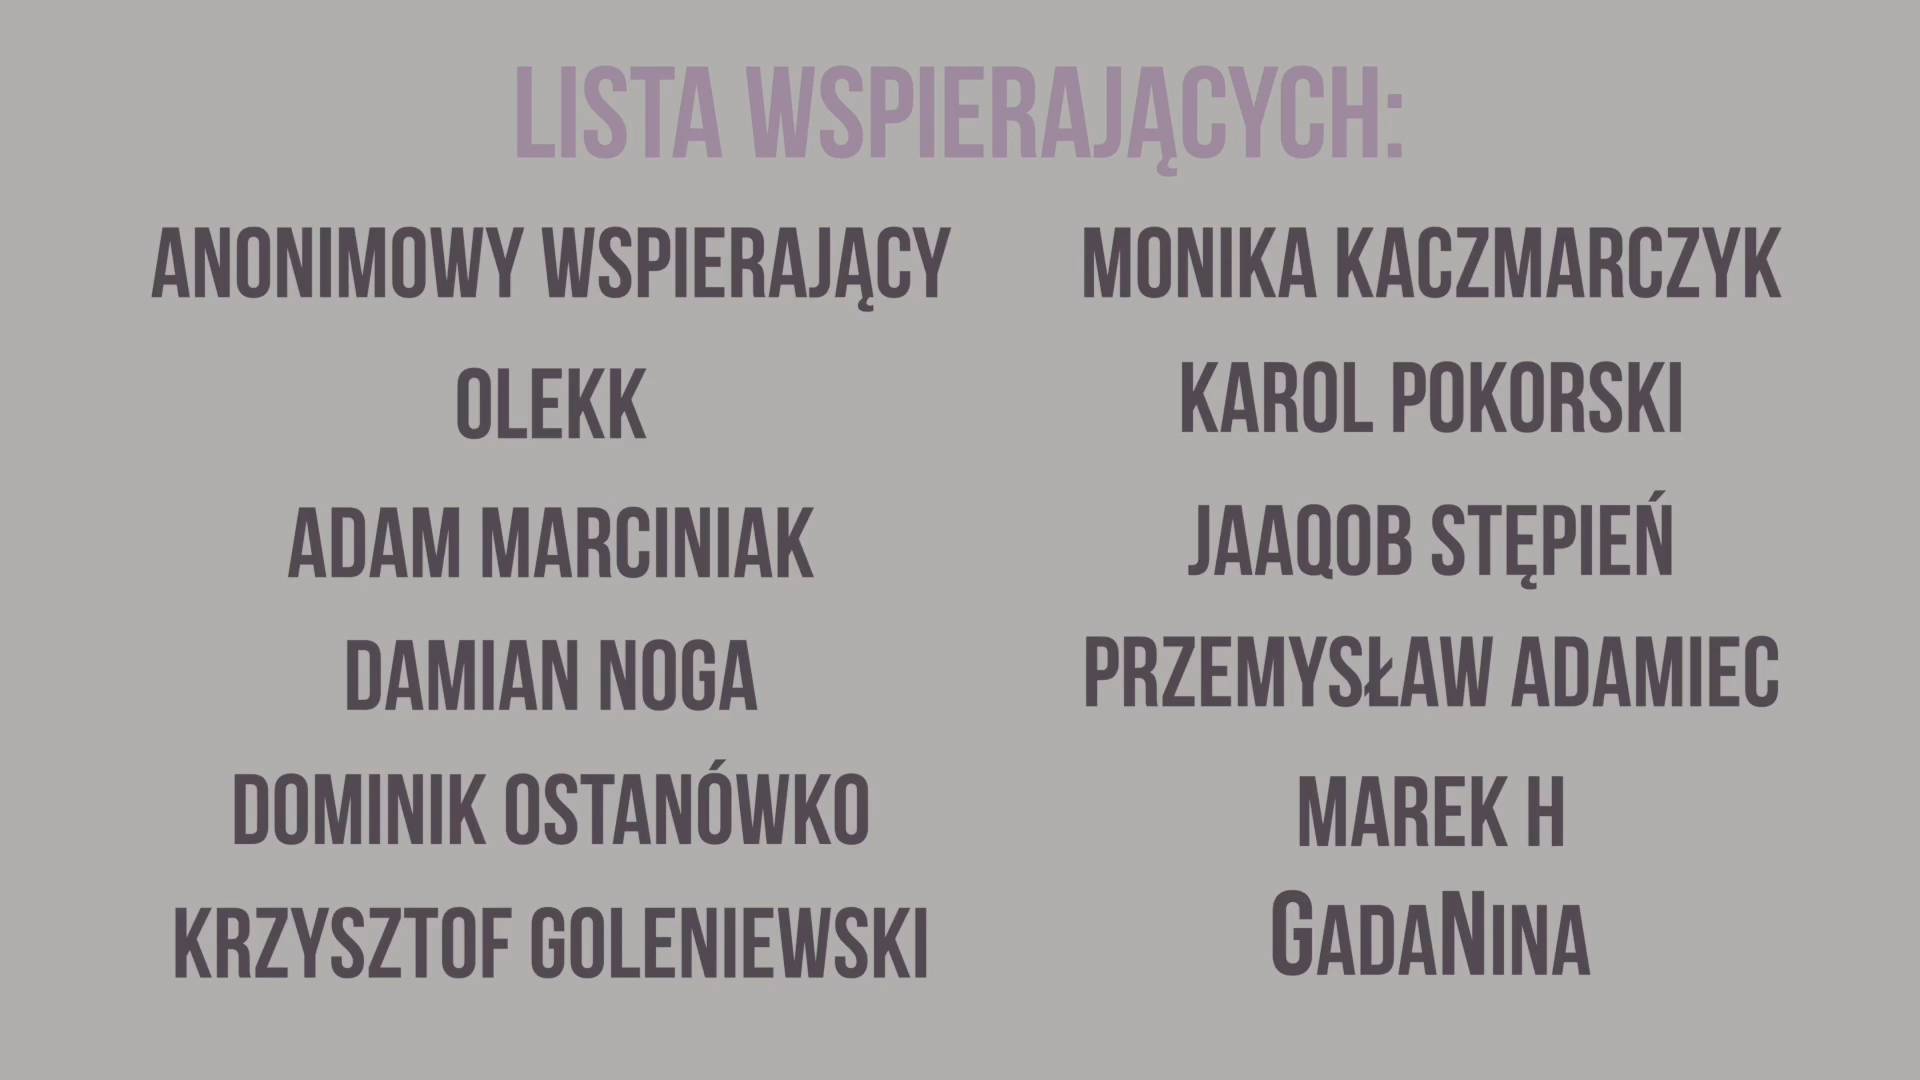 LISTA WSPIERAJĄCYCH:
ANONIMOWY WSPIERAJĄCY
OLEKK
ADAM MARCINIAK
DAMIAN NOGA
DOMINIK OSTANÓWKO
KRZYSZTOF GOLENIEWSKI
MONIKA KACZMARCZYK
KAROL POKORSKI
JAAQOB STĘPIEŃ
PRZEMYSŁAW ADAMIEC
MAREK H
GADANINA